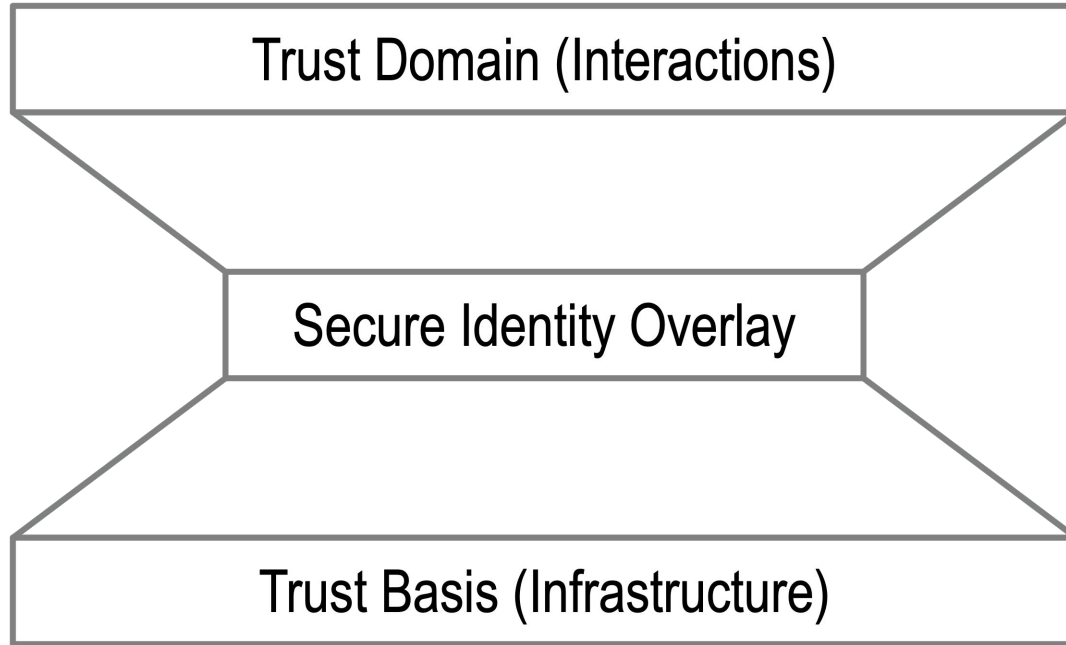 Trust Domain (Interactions)
Secure Identity Overlay
Trust Basis (Infrastructure)